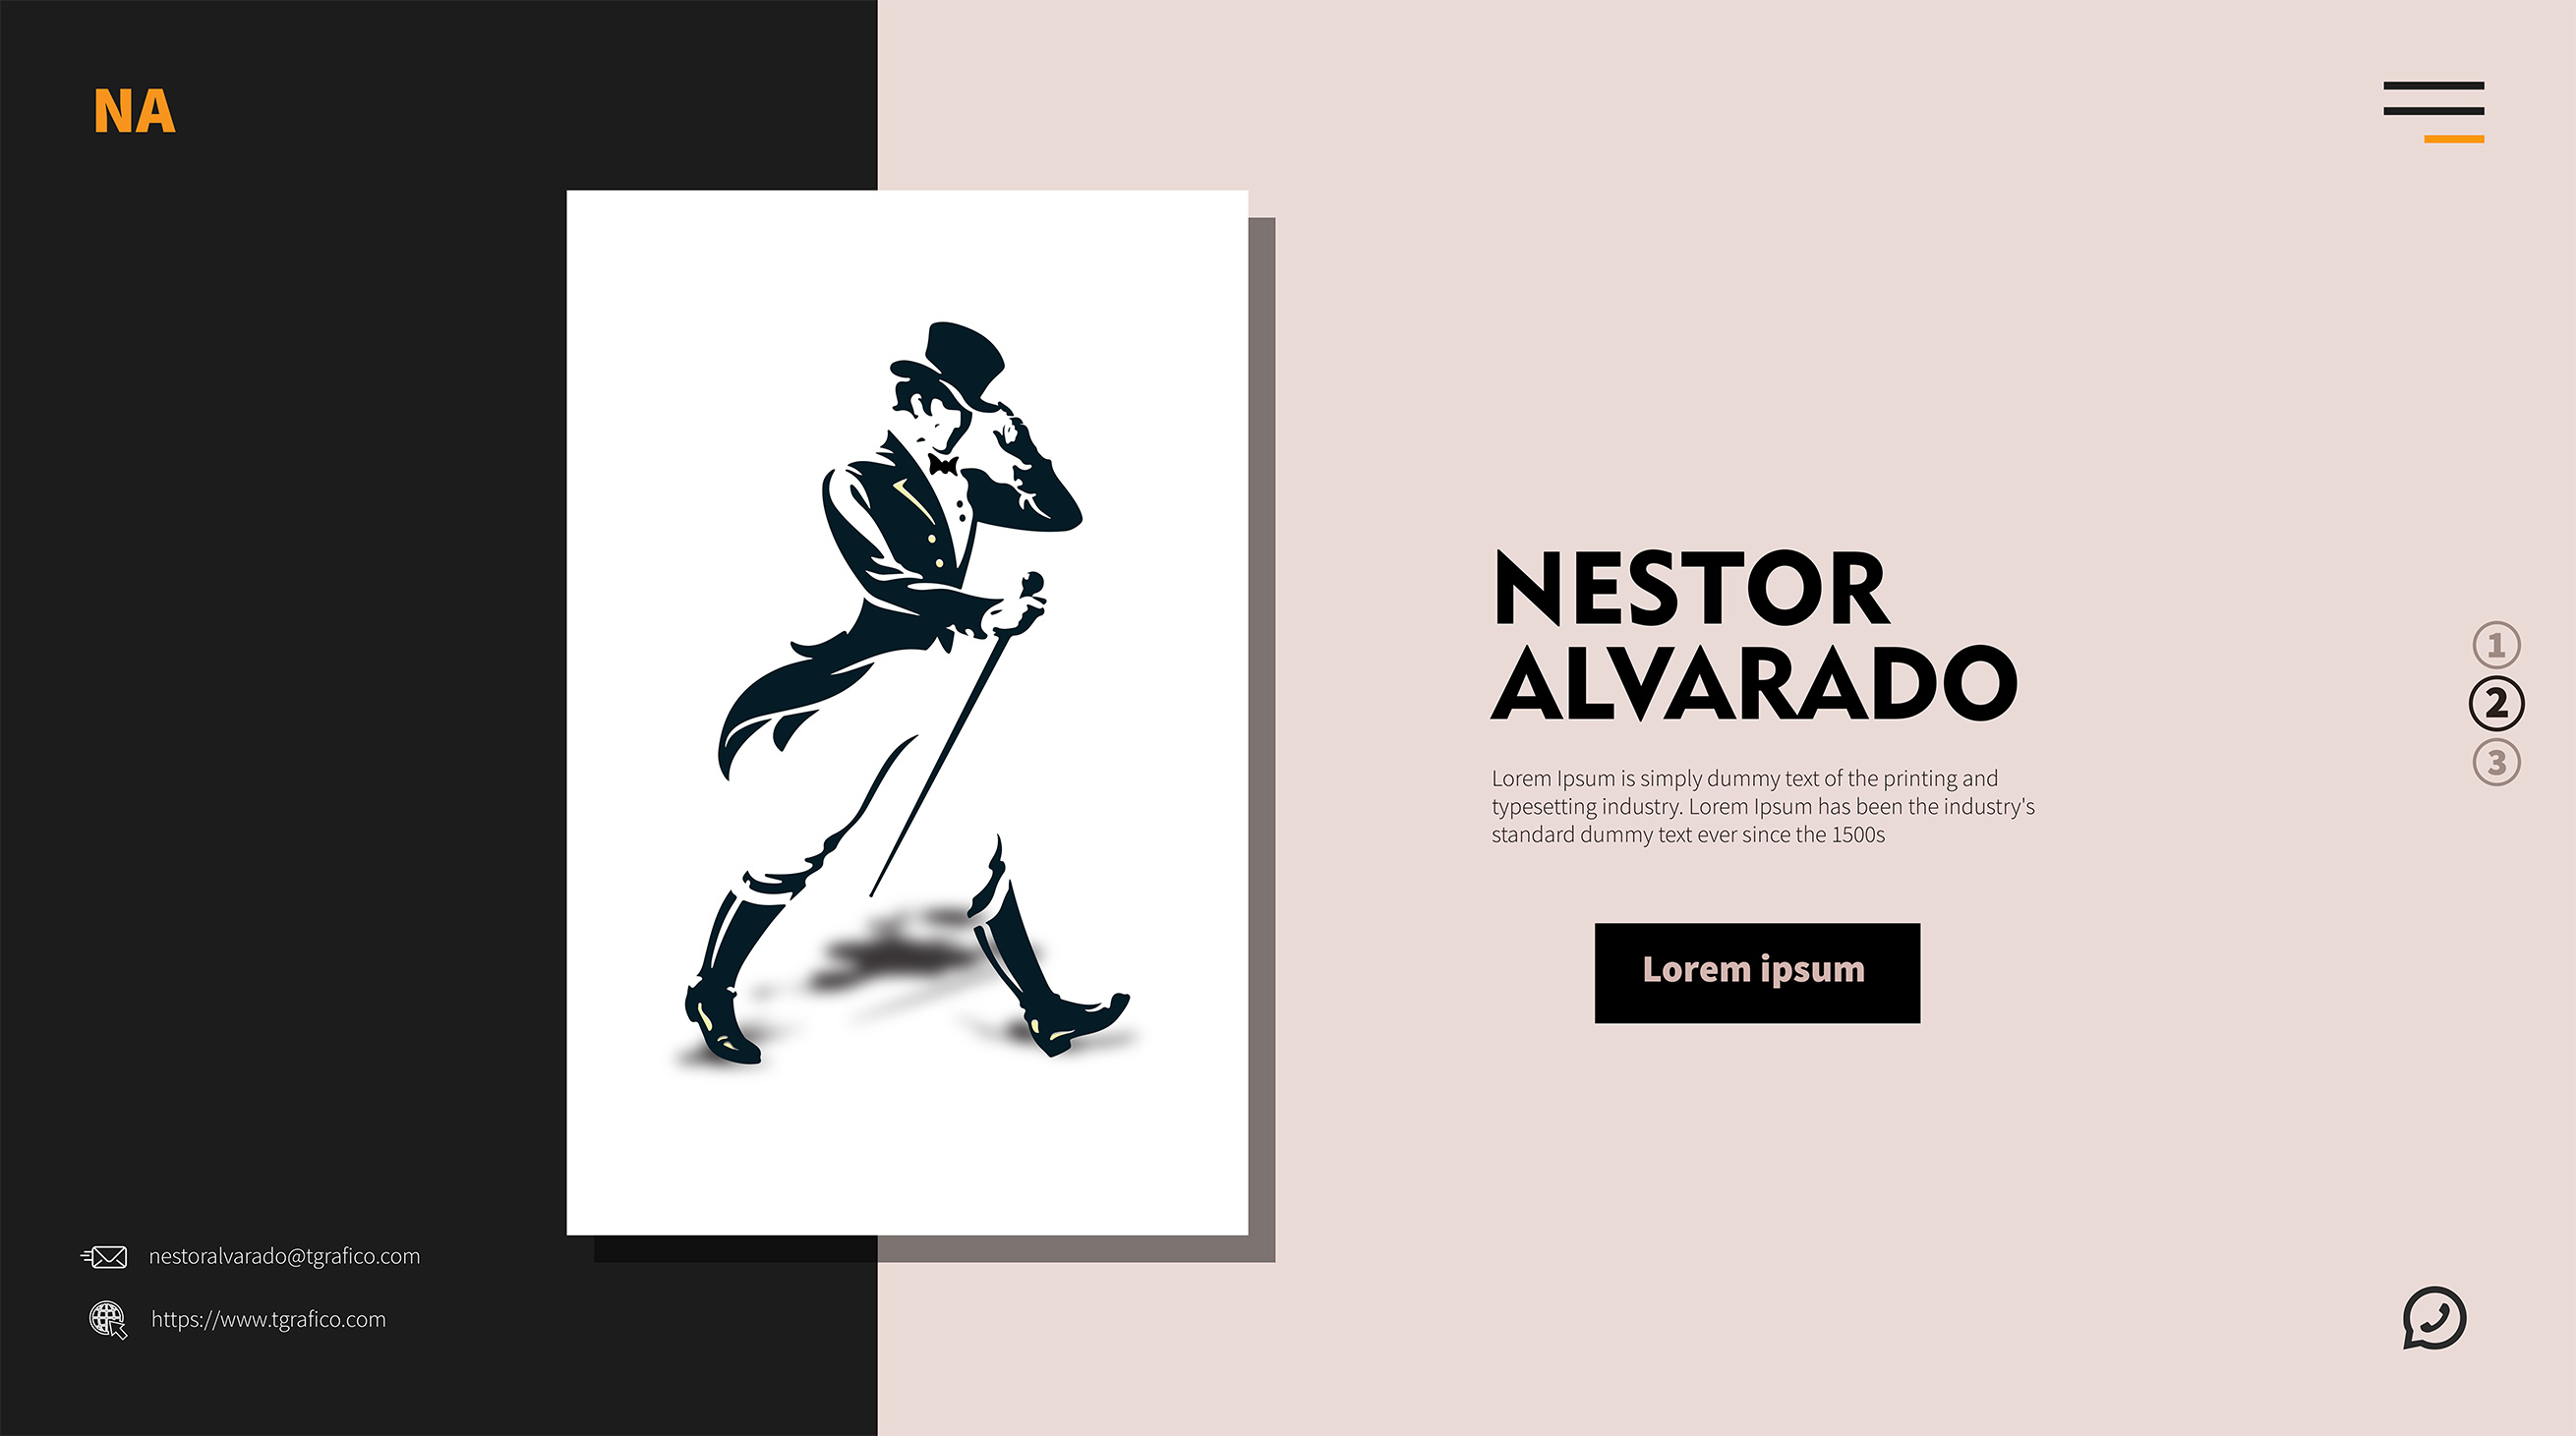 NA
NESTOR
ALVARADO
Lorem Ipsum is simply dummy text of the printing and
typesetting industry. Lorem Ipsum has been the industry's
standard dummy text ever since the 1500s
Lorem ipsum
1
2
3
nestoralvarado@tgrafico.com
https://www.tgrafico.com